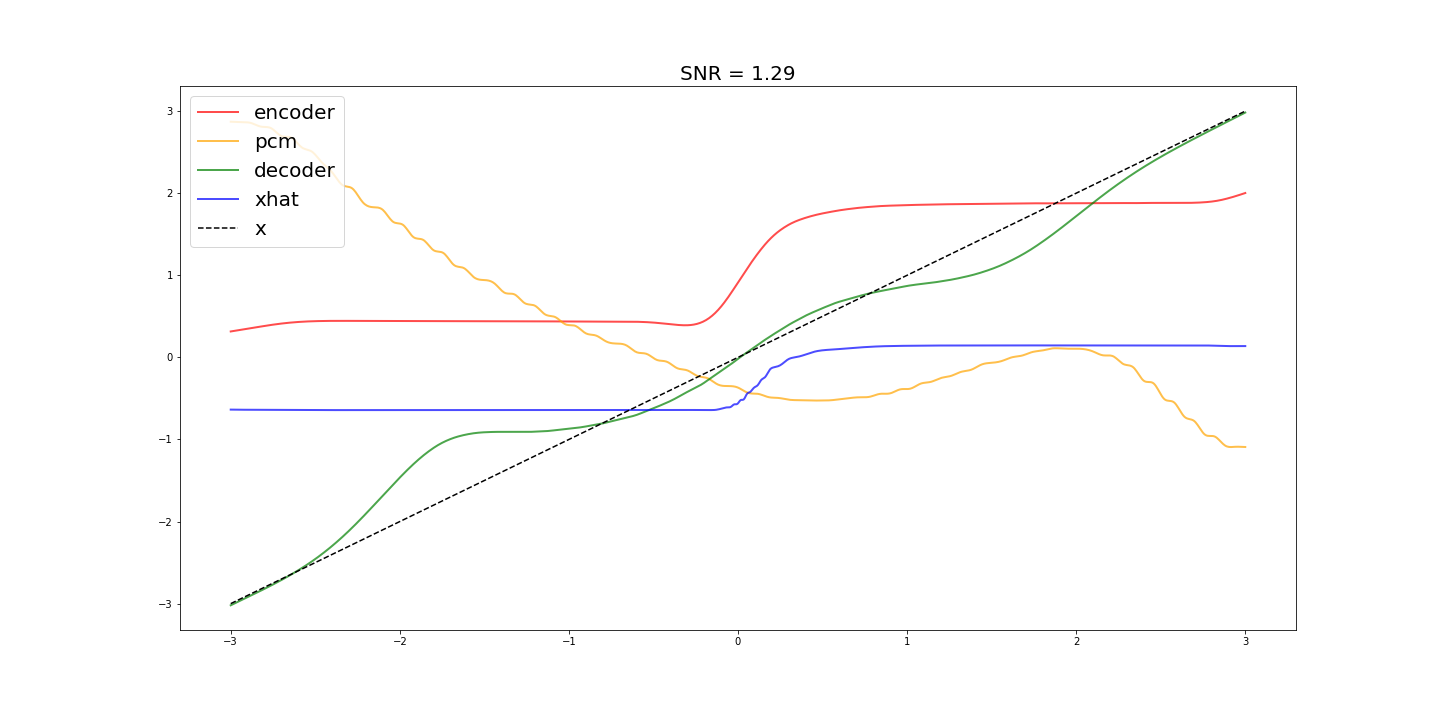 SNR = 1.29
encoder
pcm
decoder
xhat
x
3
2
1
0
−1
−2
−3
−3 −2 −1 0 1 2 3